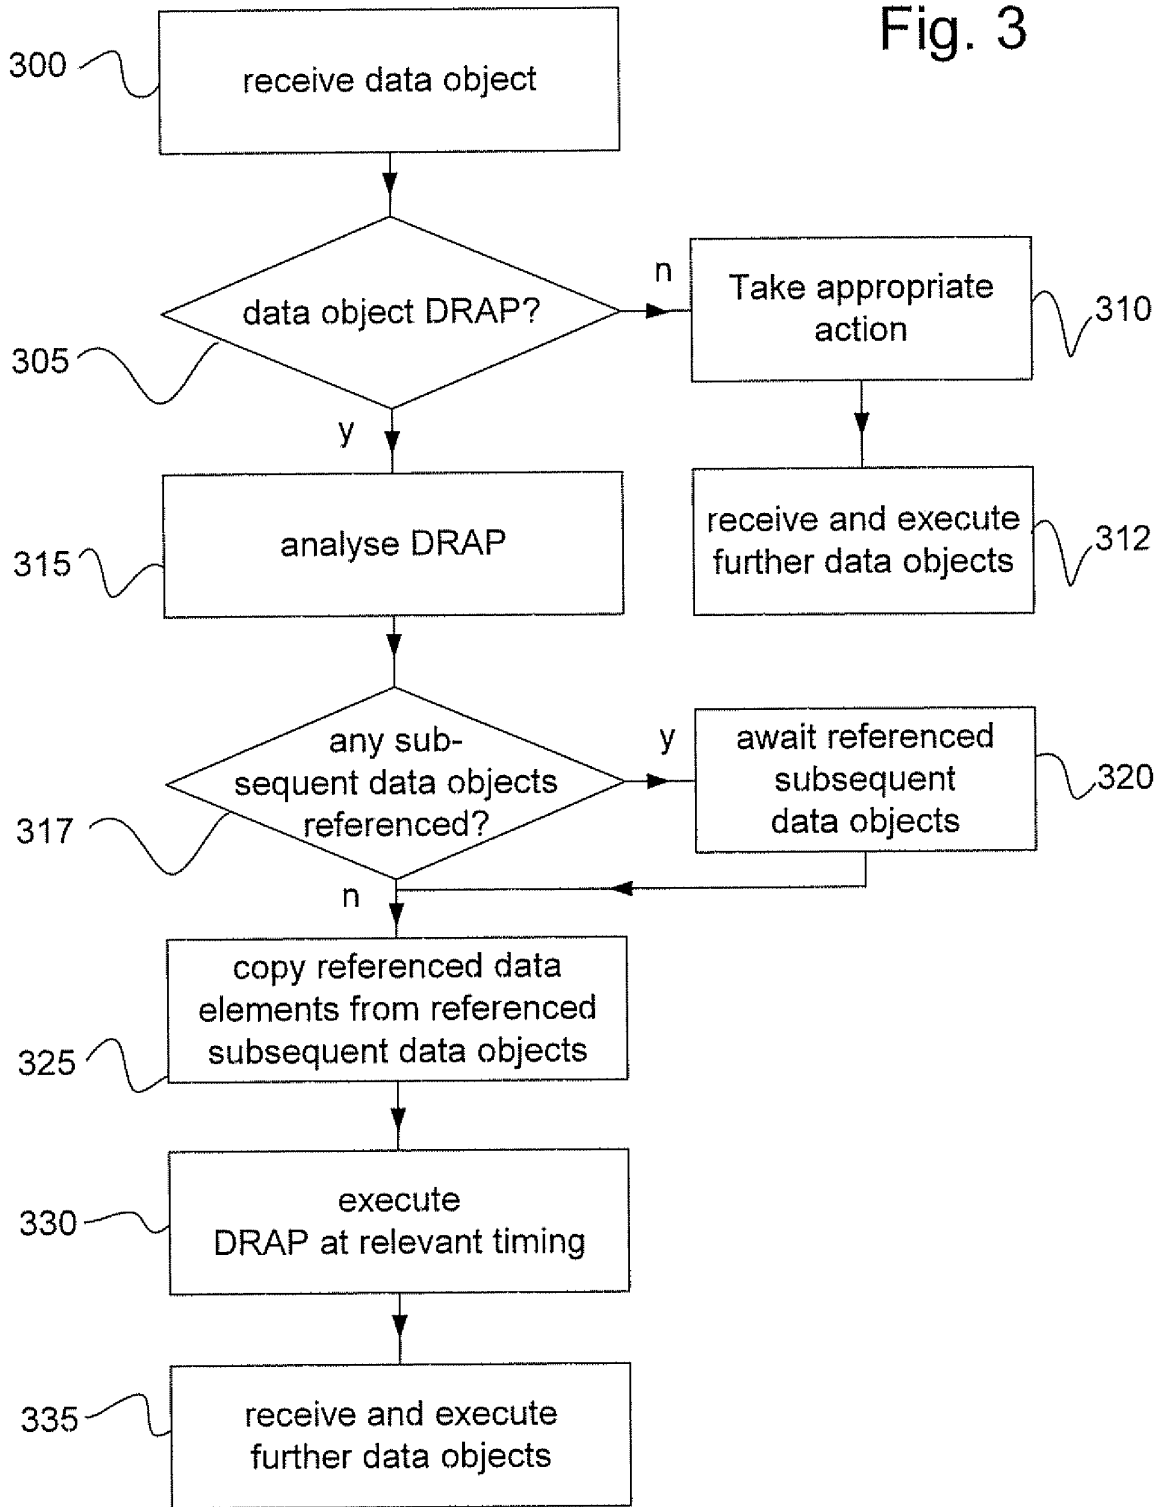 Fig. 3
300
receive data object
data object DRAP?
305
n
Take appropriate
action
310
y
analyse DRAP
315
receive and execute
further data objects
312
any sub-
sequent data objects
referenced?
317
y
await referenced
subsequent
data objects
320
n
copy referenced data
elements from referenced
subsequent data objects
325
execute
DRAP at relevant timing
330
receive and execute
further data objects
335